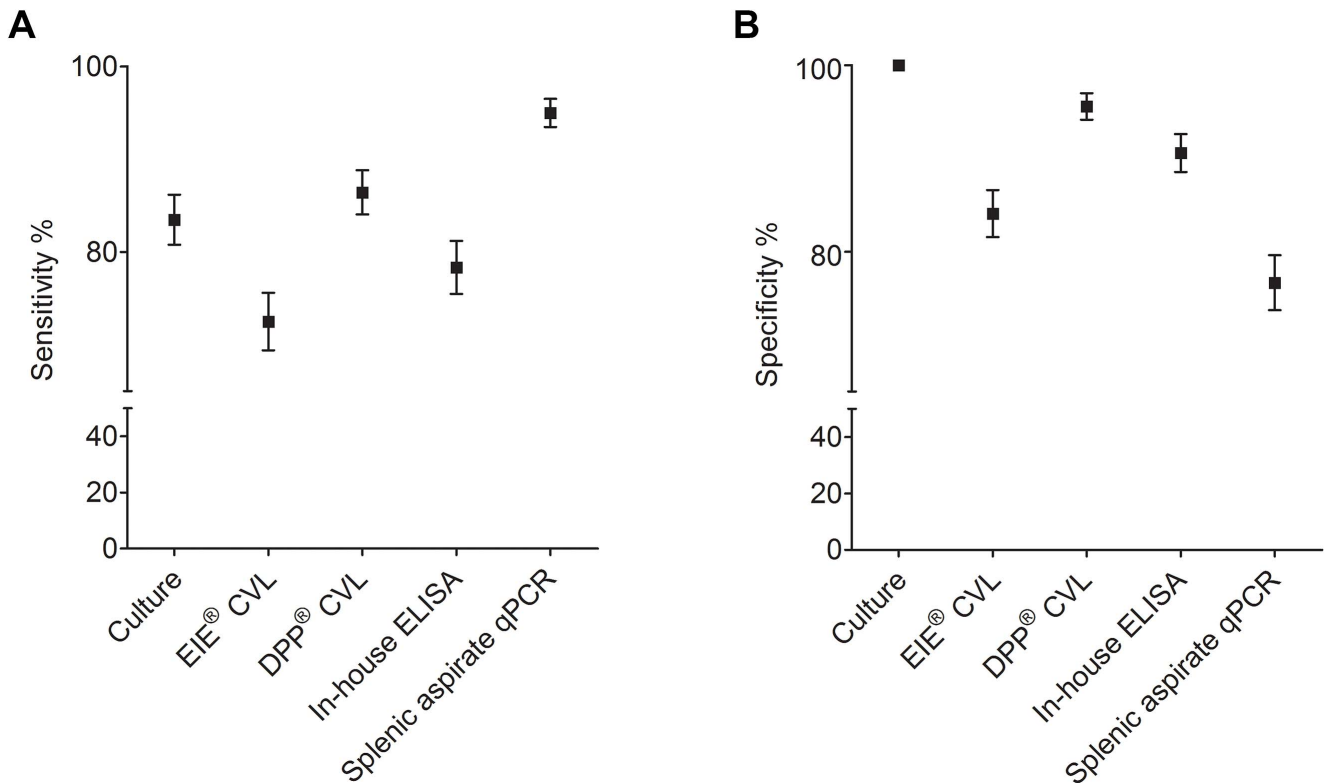 A
Sensitivity %
100
80
40
20
0
Culture
EIE® CVL
DPP® CVL
In-house ELISA
Splenic aspirate qPCR
B
Specificity %
100
80
40
20
0
Culture
EIE® CVL
DPP® CVL
In-house ELISA
Splenic aspirate qPCR